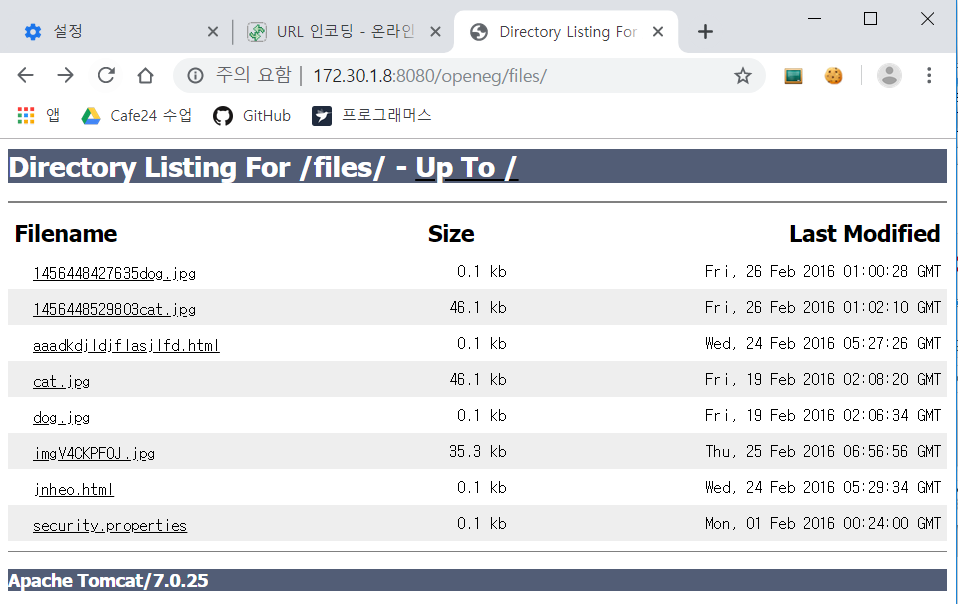 설정
URL 인코딩 - 온라인
Directory Listing For
주의 요함 | 172.30.1.8:8080/openeg/files/
앱 Cafe24 수업 GitHub 프로그래머스
Directory Listing For /files/ - Up To /
Filename Size Last Modified
1456448427635dog.jpg 0.1 kb Fri, 26 Feb 2016 01:00:28 GMT
1456448529803cat.jpg 46.1 kb Fri, 26 Feb 2016 01:02:10 GMT
aaadkdjldjflasjlfd.html 0.1 kb Wed, 24 Feb 2016 05:27:26 GMT
cat.jpg 46.1 kb Fri, 19 Feb 2016 02:08:20 GMT
dog.jpg 0.1 kb Fri, 19 Feb 2016 02:06:34 GMT
imgV4CKPFOJ.jpg 35.3 kb Thu, 25 Feb 2016 06:56:56 GMT
jnheo.html 0.1 kb Wed, 24 Feb 2016 05:29:34 GMT
security.properties 0.1 kb Mon, 01 Feb 2016 00:24:00 GMT
Apache Tomcat/7.0.25